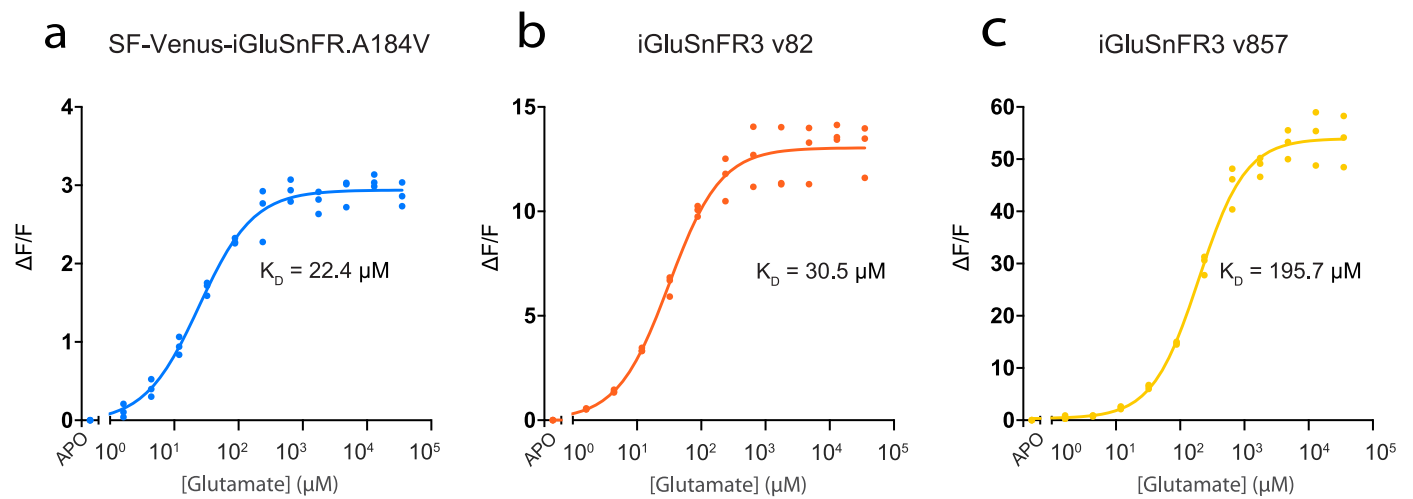 a
SF-Venus-iGluSnFR.A184V
4
3
2
1
0
ΔF/F
K_D = 22.4 µM
APO
10^0
10^1
10^2
10^3
10^4
10^5
[Glutamate] (µM)
b
iGluSnFR3 v82
15
10
5
0
ΔF/F
K_D = 30.5 µM
APO
10^0
10^1
10^2
10^3
10^4
10^5
[Glutamate] (µM)
c
iGluSnFR3 v857
60
50
40
30
20
10
0
ΔF/F
K_D = 195.7 µM
APO
10^0
10^1
10^2
10^3
10^4
10^5
[Glutamate] (µM)